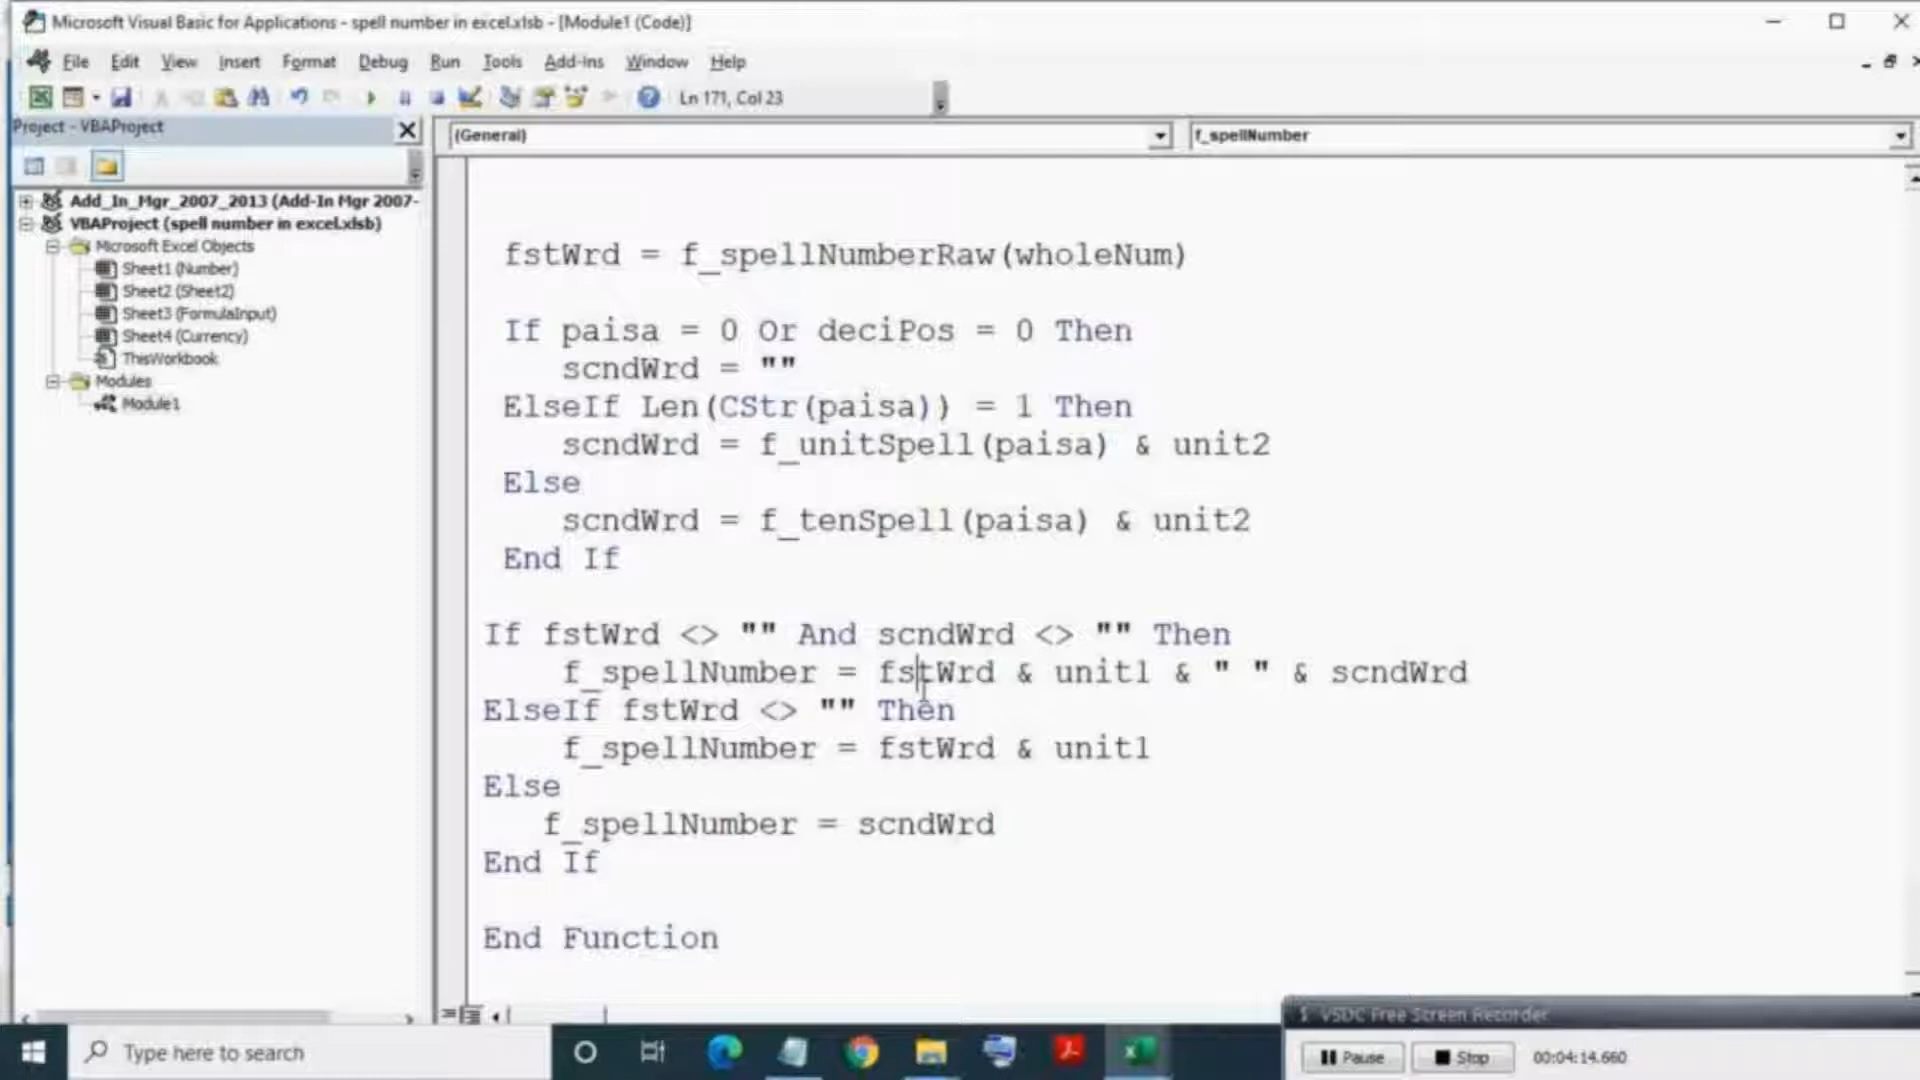 Microsoft Visual Basic for Applications - spell number in excel.xlsb - [Module1 (Code)]
File Edit View Insert Format Debug Run Tools Add-Ins Window Help
Ln 171, Col 23
Project - VBAProject
(General)
f_spellNumber
Add_In_Mgr_2007_2013 (Add-In Mgr 2007-
VBAProject (spell number in excel.xlsb)
Microsoft Excel Objects
Sheet1 (Number)
Sheet2 (Sheet2)
Sheet3 (FormulaInput)
Sheet4 (Currency)
ThisWorkbook
Modules
Module1
fstWrd = f_spellNumberRaw(wholeNum)
If paisa = 0 Or deciPos = 0 Then
scndWrd = ""
ElseIf Len(CStr(paisa)) = 1 Then
scndWrd = f_unitSpell(paisa) & unit2
Else
scndWrd = f_tenSpell(paisa) & unit2
End If
If fstWrd <> "" And scndWrd <> "" Then
f_spellNumber = fstWrd & unit1 & " " & scndWrd
ElseIf fstWrd <> "" Then
f_spellNumber = fstWrd & unit1
Else
f_spellNumber = scndWrd
End If
End Function
VSDC Free Screen Recorder
Type here to search
Pause
Stop
00:04:14.660